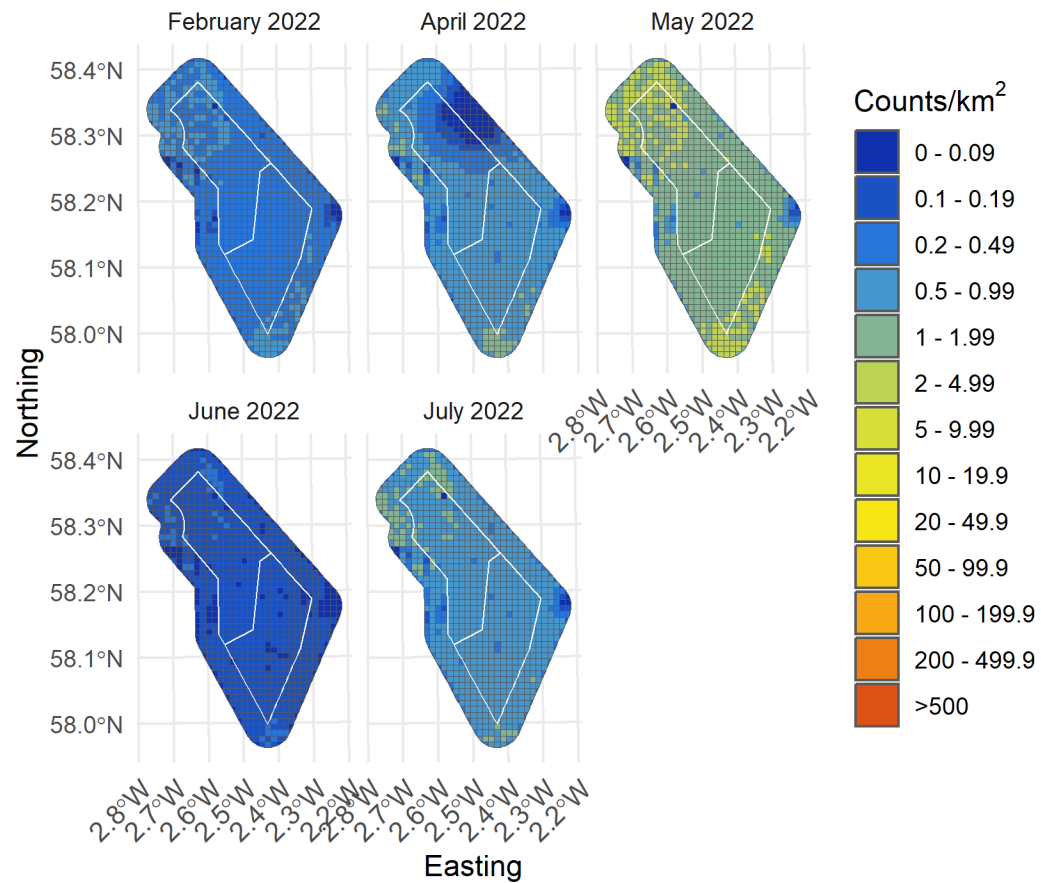 February 2022
April 2022
May 2022
58.4°N
58.3°N
58.2°N
58.1°N
58.0°N
2.8°W
2.7°W
2.6°W
2.5°W
2.4°W
2.3°W
2.2°W
Northing
June 2022
July 2022
58.4°N
58.3°N
58.2°N
58.1°N
58.0°N
2.8°W
2.7°W
2.6°W
2.5°W
2.4°W
2.3°W
2.2°W
2.8°W
2.7°W
2.6°W
2.5°W
2.4°W
2.3°W
2.2°W
Easting
Counts/km²
0 - 0.09
0.1 - 0.19
0.2 - 0.49
0.5 - 0.99
1 - 1.99
2 - 4.99
5 - 9.99
10 - 19.9
20 - 49.9
50 - 99.9
100 - 199.9
200 - 499.9
>500